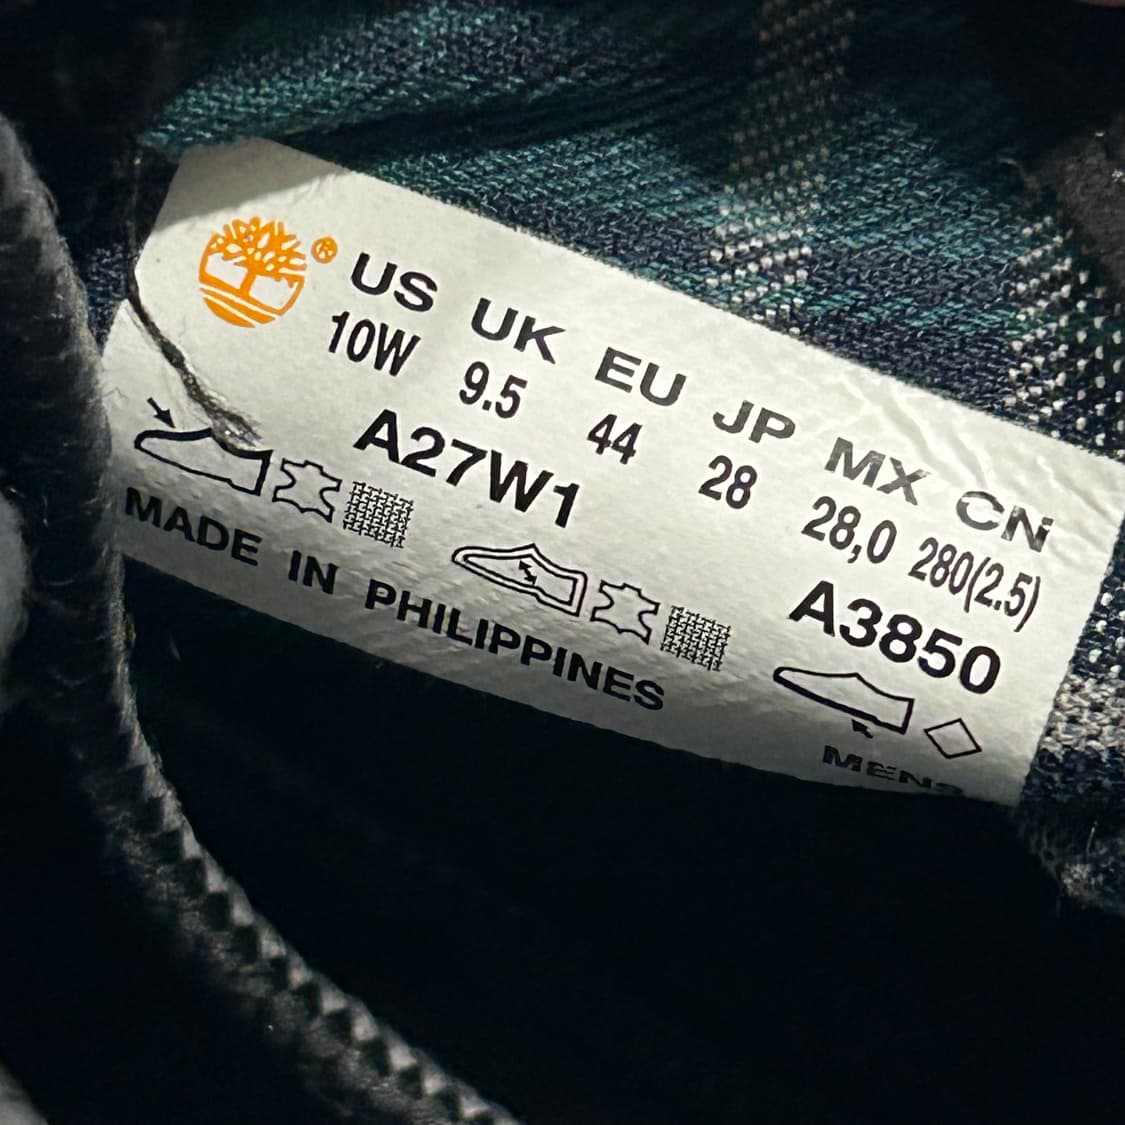 ® US UK EU JP MX CN
10W 9.5 44 28 28,0 280(2.5)
A27W1 A3850
MADE IN PHILIPPINES MENS